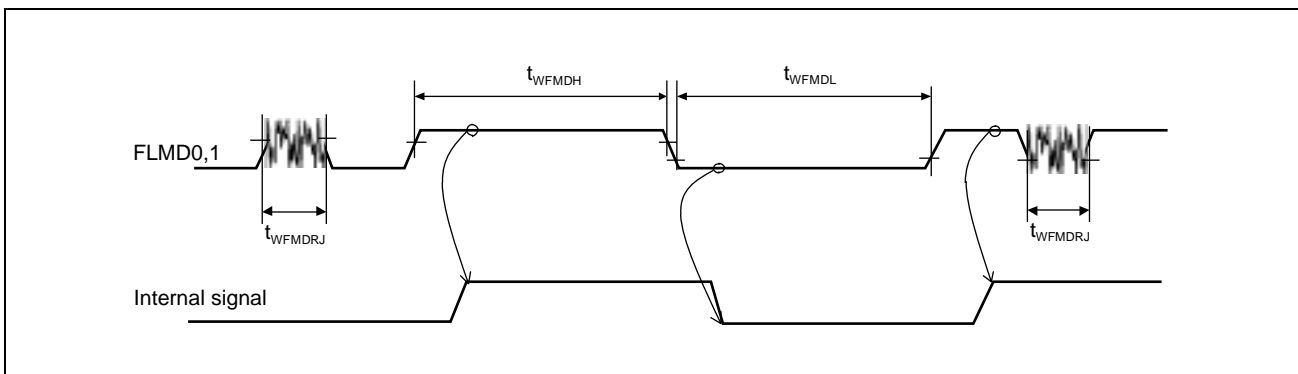 tWFMDH
tWFMDL
FLMD0,1
tWFMDRJ
tWFMDRJ
Internal signal